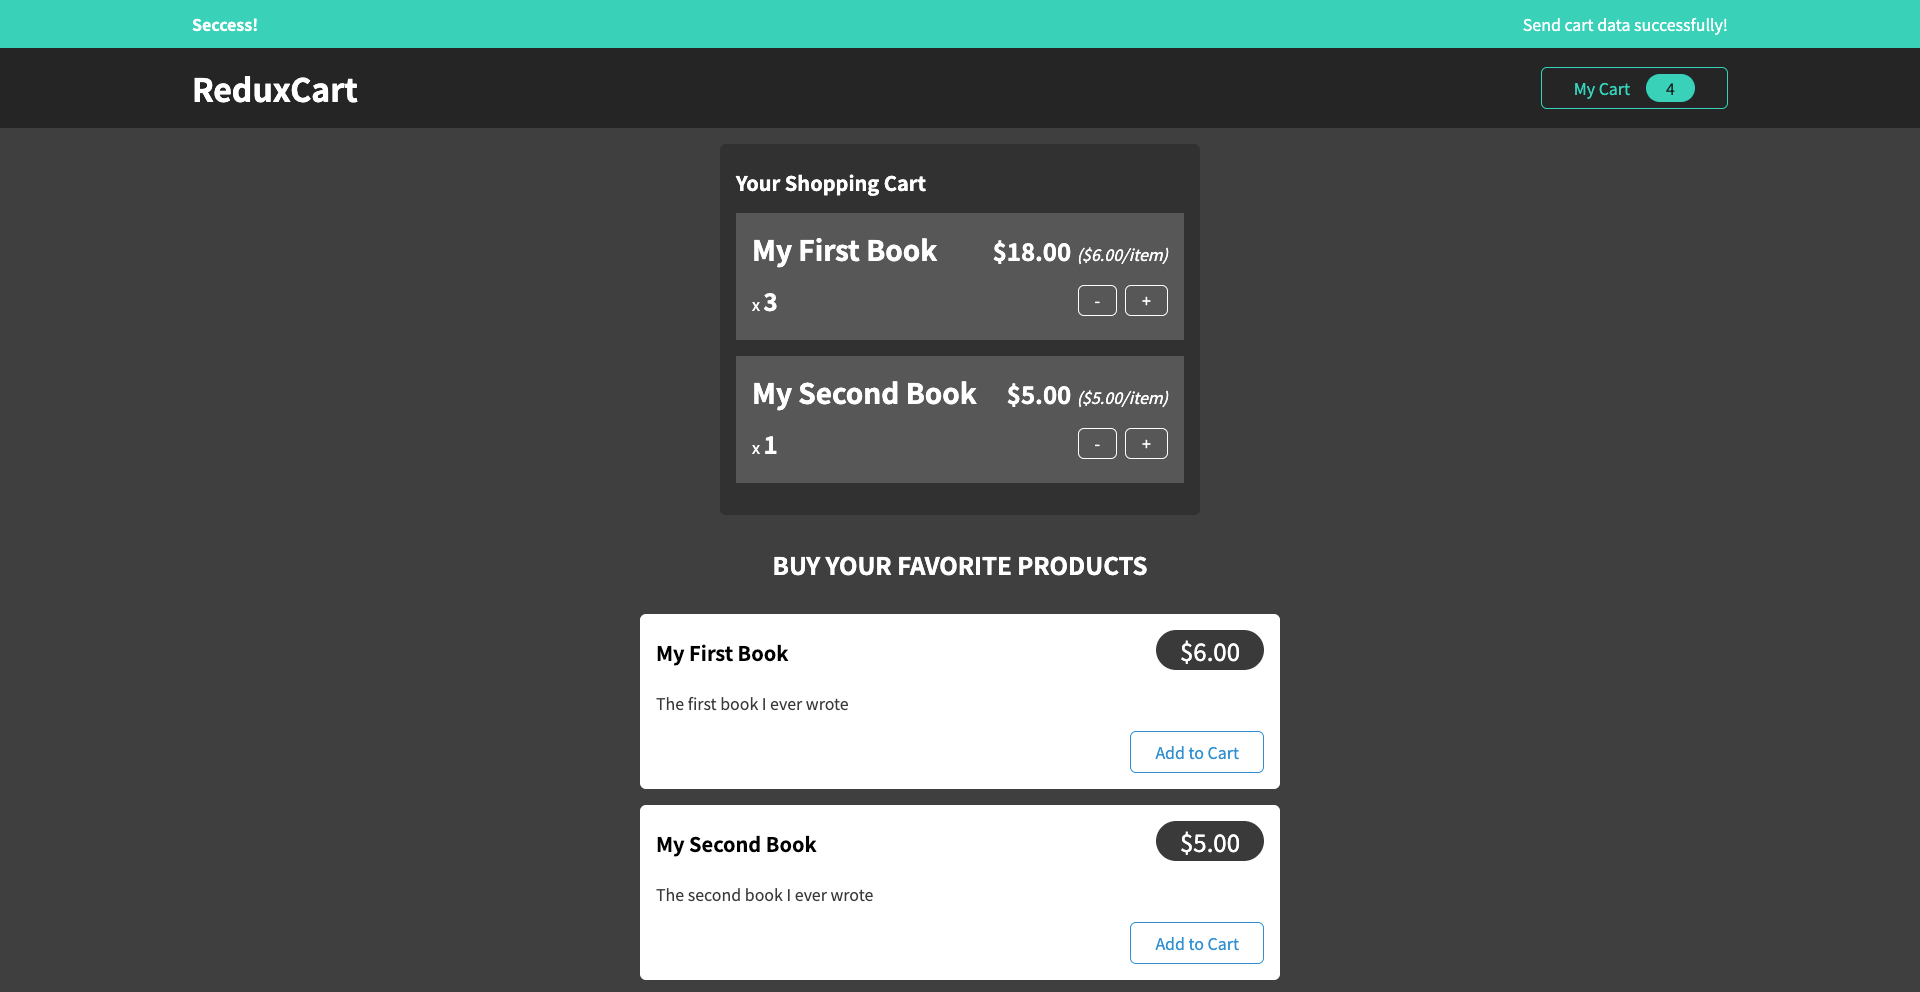 Seccess! Send cart data successfully!
ReduxCart My Cart 4
Your Shopping Cart
My First Book $18.00 ($6.00/item)
x 3 - +
My Second Book $5.00 ($5.00/item)
x 1 - +
BUY YOUR FAVORITE PRODUCTS
My First Book $6.00
The first book I ever wrote
Add to Cart
My Second Book $5.00
The second book I ever wrote
Add to Cart